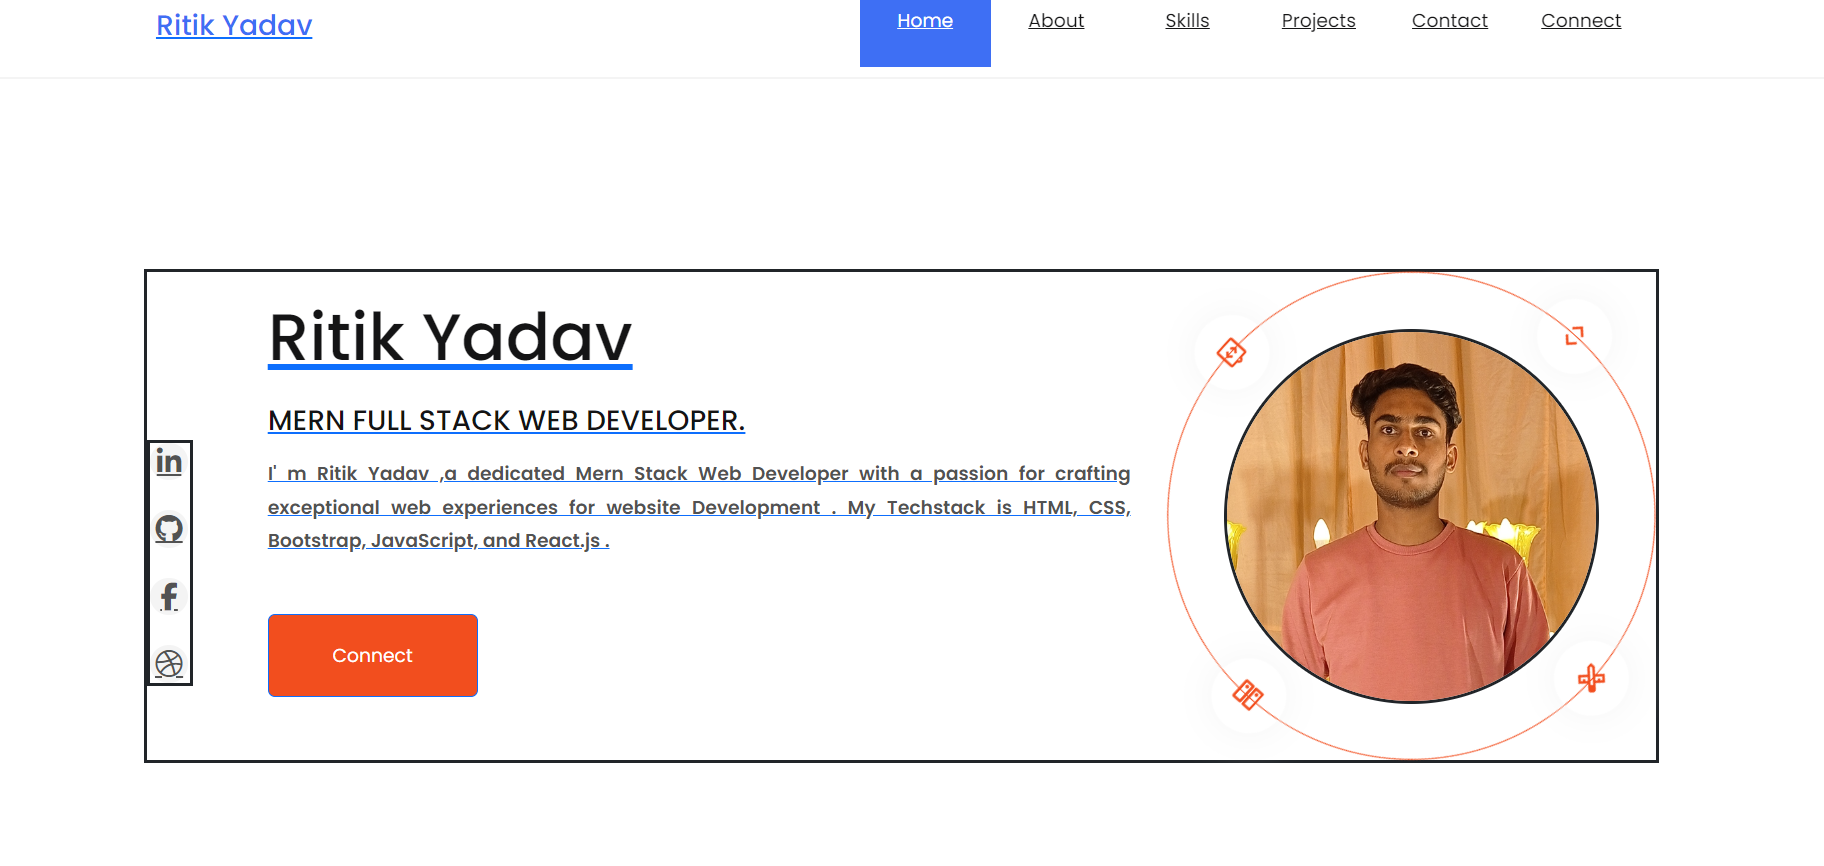 Ritik Yadav
Home About Skills Projects Contact Connect
Ritik Yadav
MERN FULL STACK WEB DEVELOPER.
I' m Ritik Yadav ,a dedicated Mern Stack Web Developer with a passion for crafting
exceptional web experiences for website Development . My Techstack is HTML, CSS,
Bootstrap, JavaScript, and React.js .
in
f
Connect